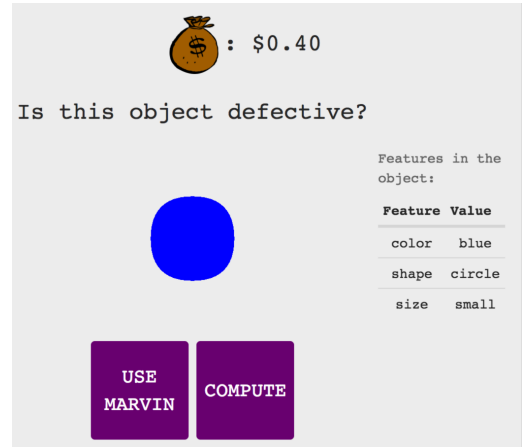 $ : $0.40
Is this object defective?
Features in the
object:
Feature Value
color blue
shape circle
size small
USE
MARVIN
COMPUTE